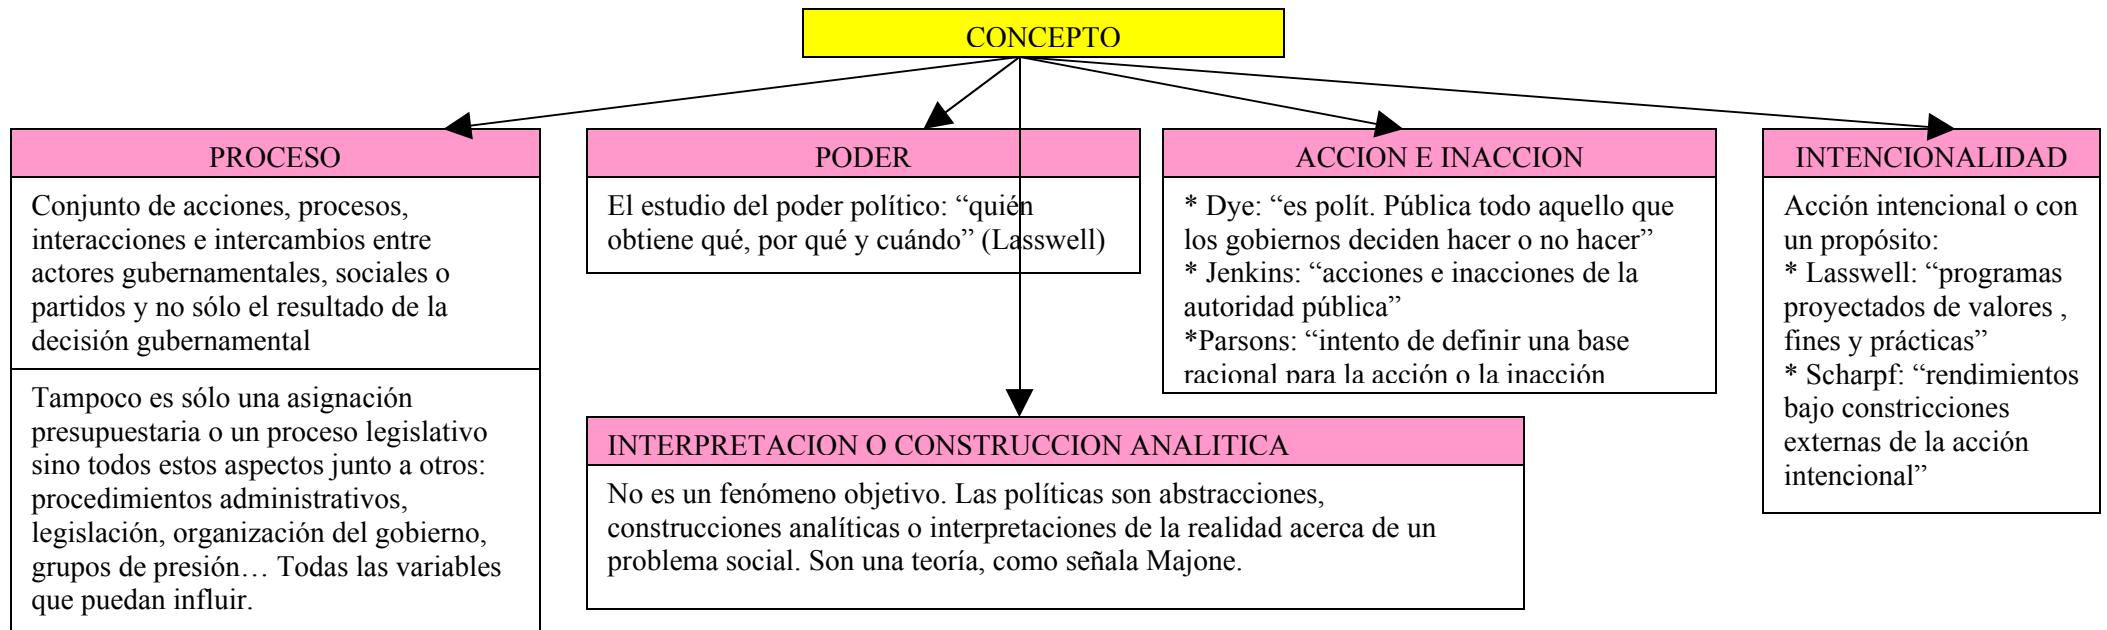 CONCEPTO
PROCESO
Conjunto de acciones, procesos,
interacciones e intercambios entre
actores gubernamentales, sociales o
partidos y no sólo el resultado de la
decisión gubernamental
Tampoco es sólo una asignación
presupuestaria o un proceso legislativo
sino todos estos aspectos junto a otros:
procedimientos administrativos,
legislación, organización del gobierno,
grupos de presión… Todas las variables
que puedan influir.
PODER
El estudio del poder político: “quién
obtiene qué, por qué y cuándo” (Lasswell)
ACCION E INACCION
* Dye: “es polít. Pública todo aquello que
los gobiernos deciden hacer o no hacer”
* Jenkins: “acciones e inacciones de la
autoridad pública”
*Parsons: “intento de definir una base
racional para la acción o la inacción
INTENCIONALIDAD
Acción intencional o con
un propósito:
* Lasswell: “programas
proyectados de valores ,
fines y prácticas”
* Scharpf: “rendimientos
bajo constricciones
externas de la acción
intencional”
INTERPRETACION O CONSTRUCCION ANALITICA
No es un fenómeno objetivo. Las políticas son abstracciones,
construcciones analíticas o interpretaciones de la realidad acerca de un
problema social. Son una teoría, como señala Majone.